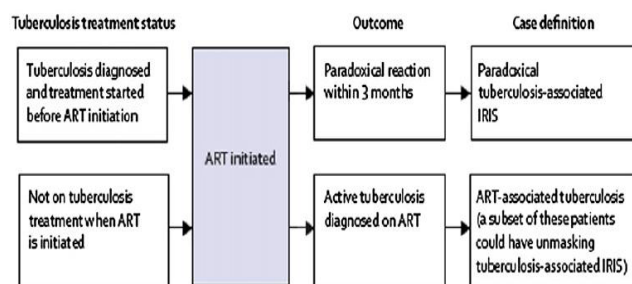 Tuberculosis treatment status
Outcome
Case definition
Tuberculosis diagnosed
and treatment started
before ART initiation
ART initiated
Paradoxical reaction
within 3 months
Paradoxical
tuberculosis-associated
IRIS
Not on tuberculosis
treatment when ART
is initiated
Active tuberculosis
diagnosed on ART
ART-associated tuberculosis
(a subset of these patients
could have unmasking
tuberculosis-associated IRIS)